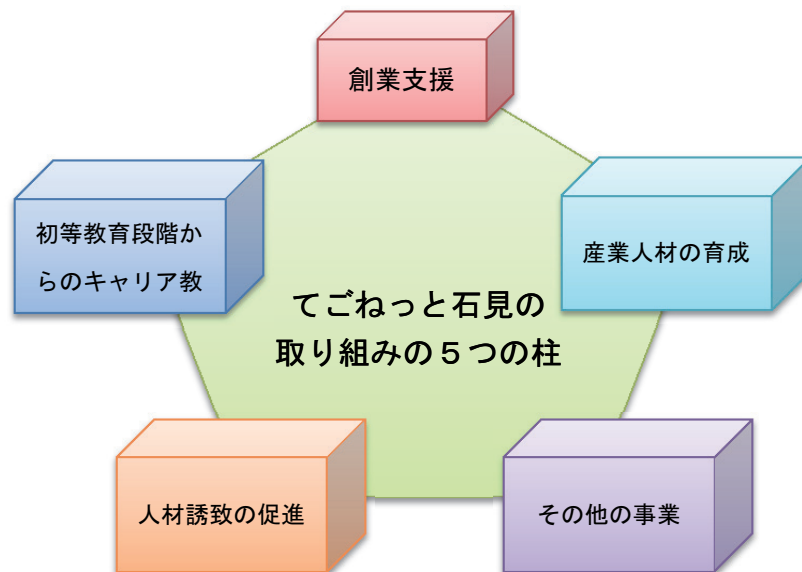 創業支援
初等教育段階か
らのキャリア教
産業人材の育成
てごねっと石見の
取り組みの５つの柱
人材誘致の促進
その他の事業